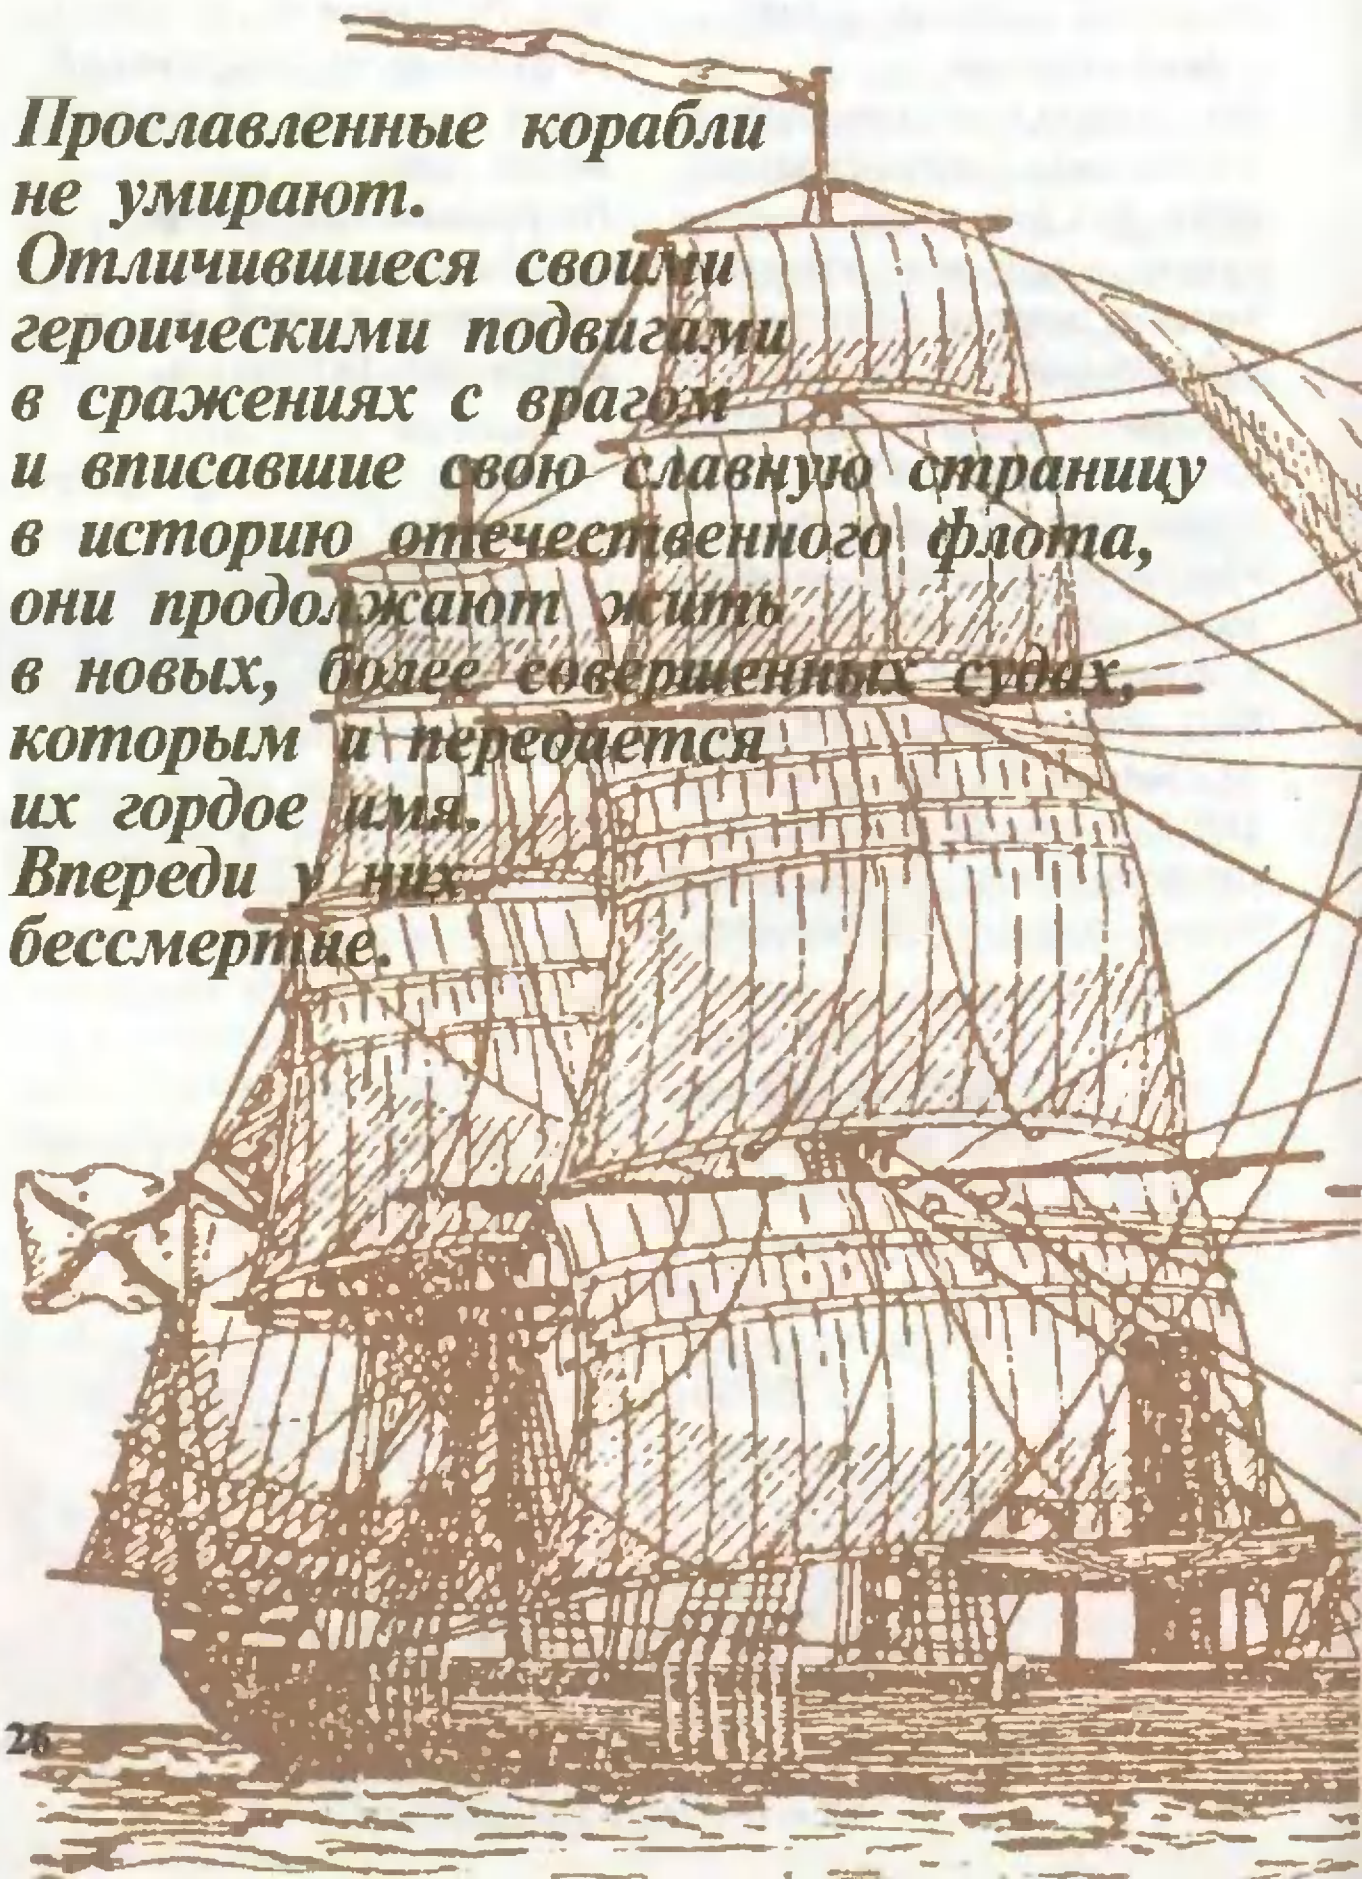 Прославленные корабли
не умирают.
Отличившиеся своими
героическими подвигами
в сражениях с врагом
и вписавшие свою славную страницу
в историю отечественного флота,
они продолжают жить
в новых, более совершенных судах,
которым и передается
их гордое имя.
Впереди у них
бессмертие.
26